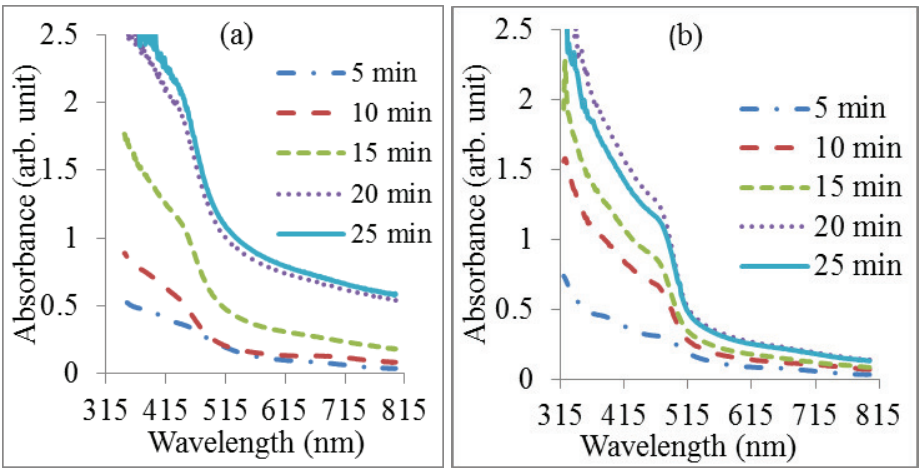 (a)
2.5
2
1.5
1
0.5
0
Absorbance (arb. unit)
5 min
10 min
15 min
20 min
25 min
315 415 515 615 715 815
Wavelength (nm)
(b)
2.5
2
1.5
1
0.5
0
Absorbance (arb. unit)
5 min
10 min
15 min
20 min
25 min
315 415 515 615 715 815
Wavelength (nm)